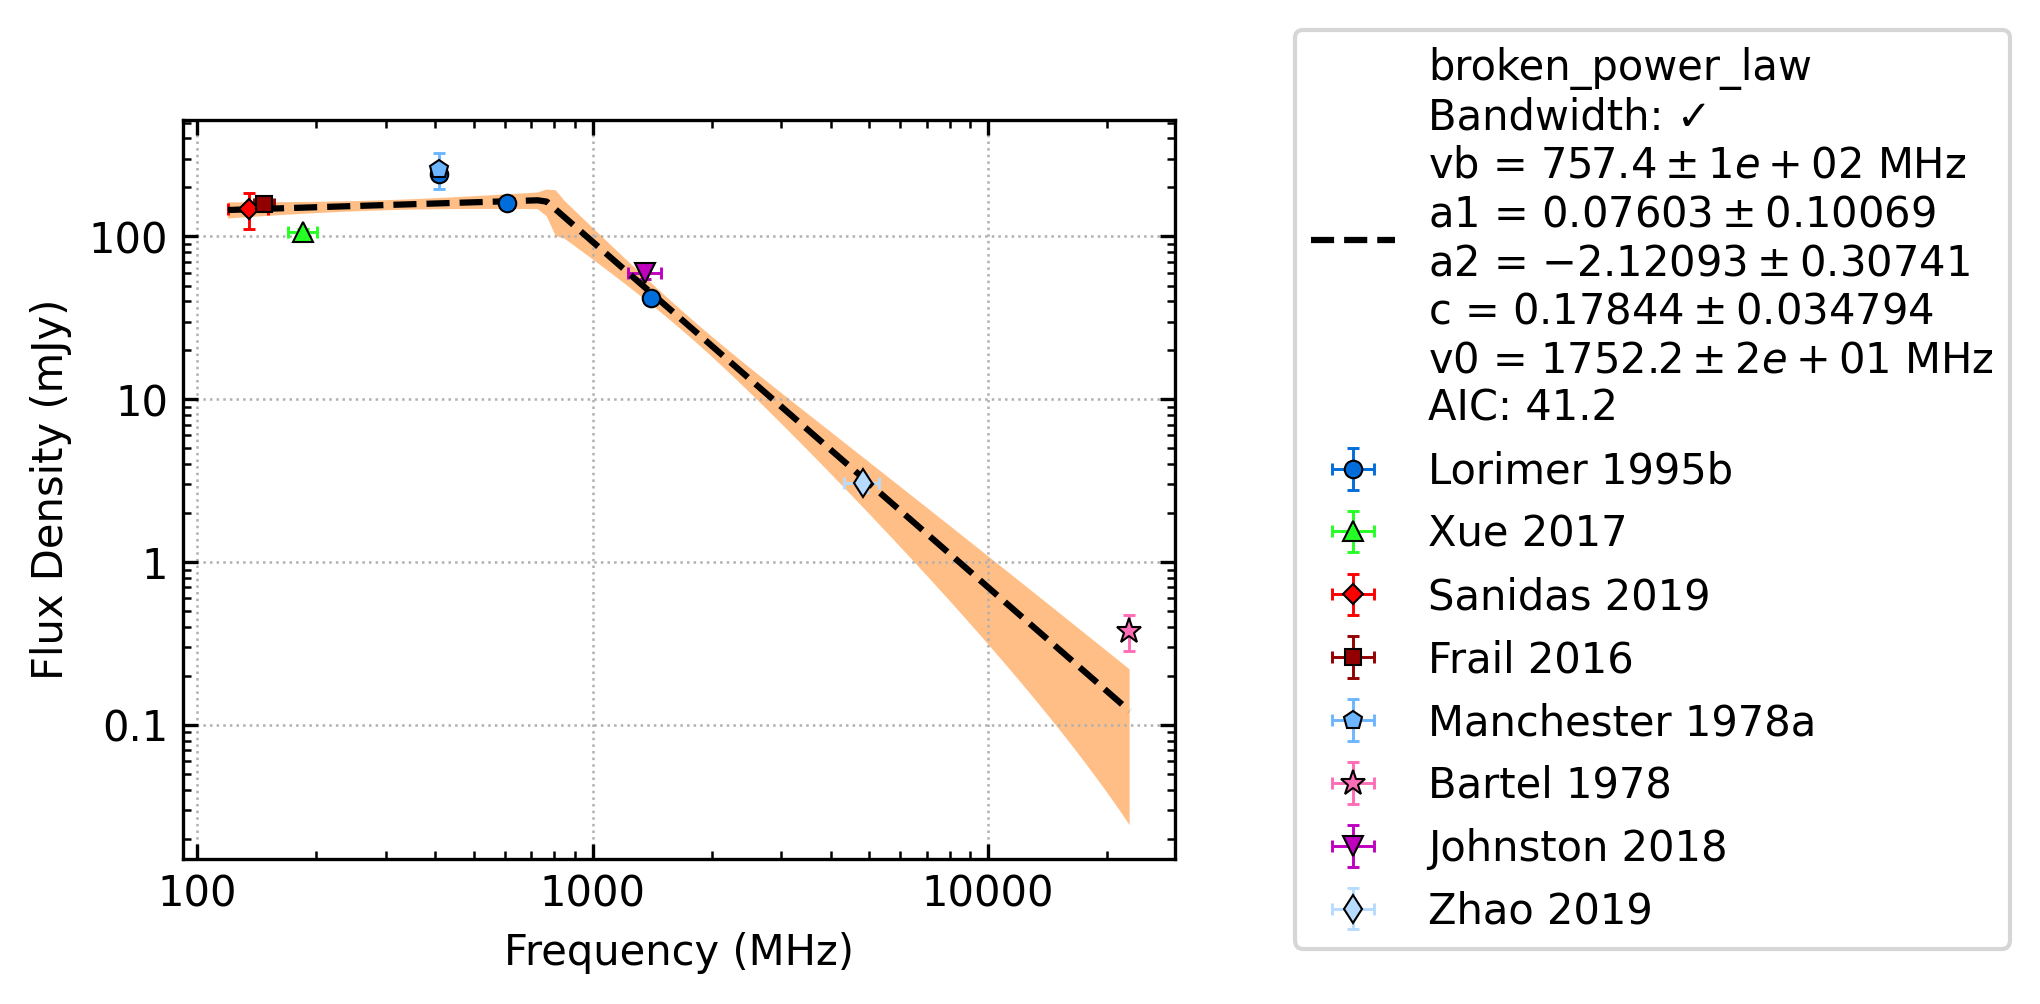 broken_power_law
Bandwidth: ✓
vb = 757.4 ± 1e + 02 MHz
a1 = 0.07603 ± 0.10069
a2 = −2.12093 ± 0.30741
c = 0.17844 ± 0.034794
v0 = 1752.2 ± 2e + 01 MHz
AIC: 41.2
Lorimer 1995b
Xue 2017
Sanidas 2019
Frail 2016
Manchester 1978a
Bartel 1978
Johnston 2018
Zhao 2019
Flux Density (mJy)
100
10
1
0.1
100
1000
10000
Frequency (MHz)